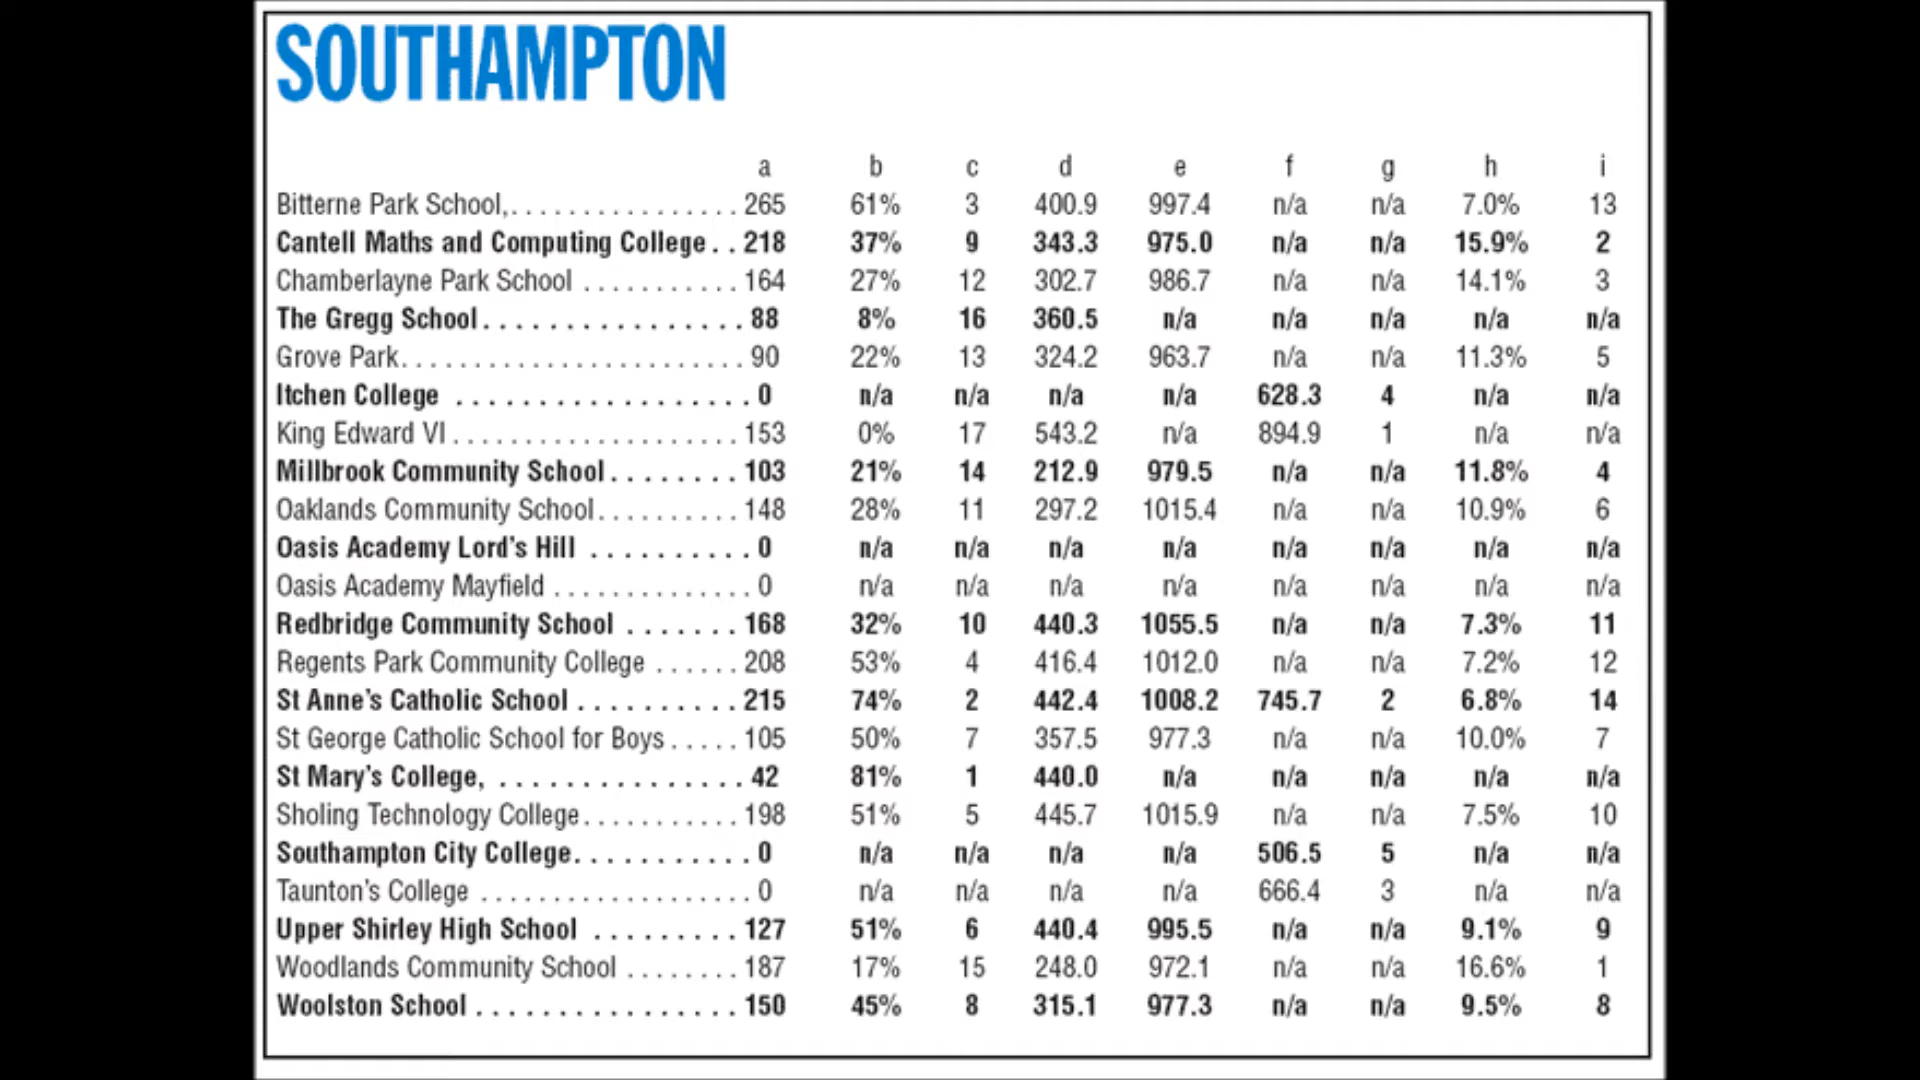 SOUTHAMPTON
a b c d e f g h i
Bitterne Park School,. . . . . . . . . . . . . . . . 265 61% 3 400.9 997.4 n/a n/a 7.0% 13
Cantell Maths and Computing College . . 218 37% 9 343.3 975.0 n/a n/a 15.9% 2
Chamberlayne Park School . . . . . . . . . . . 164 27% 12 302.7 986.7 n/a n/a 14.1% 3
The Gregg School . . . . . . . . . . . . . . . . 88 8% 16 360.5 n/a n/a n/a n/a n/a
Grove Park. . . . . . . . . . . . . . . . . . . . . . . . 90 22% 13 324.2 963.7 n/a n/a 11.3% 5
Itchen College . . . . . . . . . . . . . . . . . . 0 n/a n/a n/a n/a 628.3 4 n/a n/a
King Edward VI . . . . . . . . . . . . . . . . . . . . 153 0% 17 543.2 n/a 894.9 1 n/a n/a
Millbrook Community School . . . . . . . . 103 21% 14 212.9 979.5 n/a n/a 11.8% 4
Oaklands Community School . . . . . . . . . . 148 28% 11 297.2 1015.4 n/a n/a 10.9% 6
Oasis Academy Lord's Hill . . . . . . . . . . 0 n/a n/a n/a n/a n/a n/a n/a n/a
Oasis Academy Mayfield . . . . . . . . . . . . . . 0 n/a n/a n/a n/a n/a n/a n/a n/a
Redbridge Community School . . . . . . . 168 32% 10 440.3 1055.5 n/a n/a 7.3% 11
Regents Park Community College . . . . . . 208 53% 4 416.4 1012.0 n/a n/a 7.2% 12
St Anne's Catholic School . . . . . . . . . . 215 74% 2 442.4 1008.2 745.7 2 6.8% 14
St George Catholic School for Boys . . . . . 105 50% 7 357.5 977.3 n/a n/a 10.0% 7
St Mary's College, . . . . . . . . . . . . . . . 42 81% 1 440.0 n/a n/a n/a n/a n/a
Sholing Technology College. . . . . . . . . . . 198 51% 5 445.7 1015.9 n/a n/a 7.5% 10
Southampton City College. . . . . . . . . . . 0 n/a n/a n/a n/a 506.5 5 n/a n/a
Taunton's College . . . . . . . . . . . . . . . . . . . 0 n/a n/a n/a n/a 666.4 3 n/a n/a
Upper Shirley High School . . . . . . . . . 127 51% 6 440.4 995.5 n/a n/a 9.1% 9
Woodlands Community School . . . . . . . . 187 17% 15 248.0 972.1 n/a n/a 16.6% 1
Woolston School . . . . . . . . . . . . . . . . 150 45% 8 315.1 977.3 n/a n/a 9.5% 8